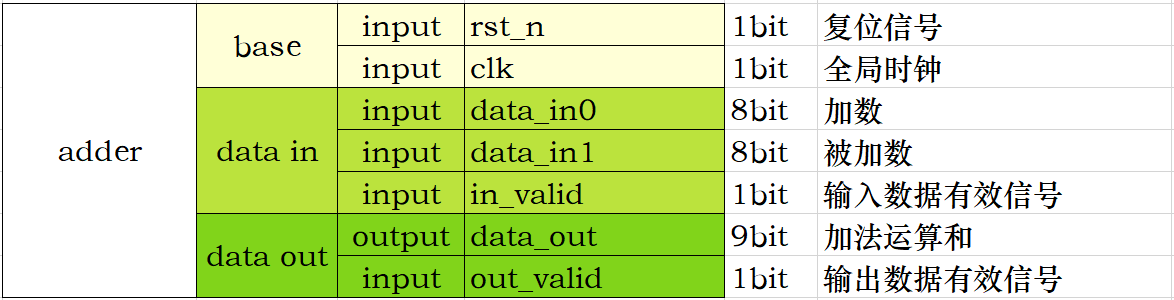 base input rst_n 1bit 复位信号
input clk 1bit 全局时钟
input data_in0 8bit 加数
adder data in input data_in1 8bit 被加数
input in_valid 1bit 输入数据有效信号
data out output data_out 9bit 加法运算和
input out_valid 1bit 输出数据有效信号